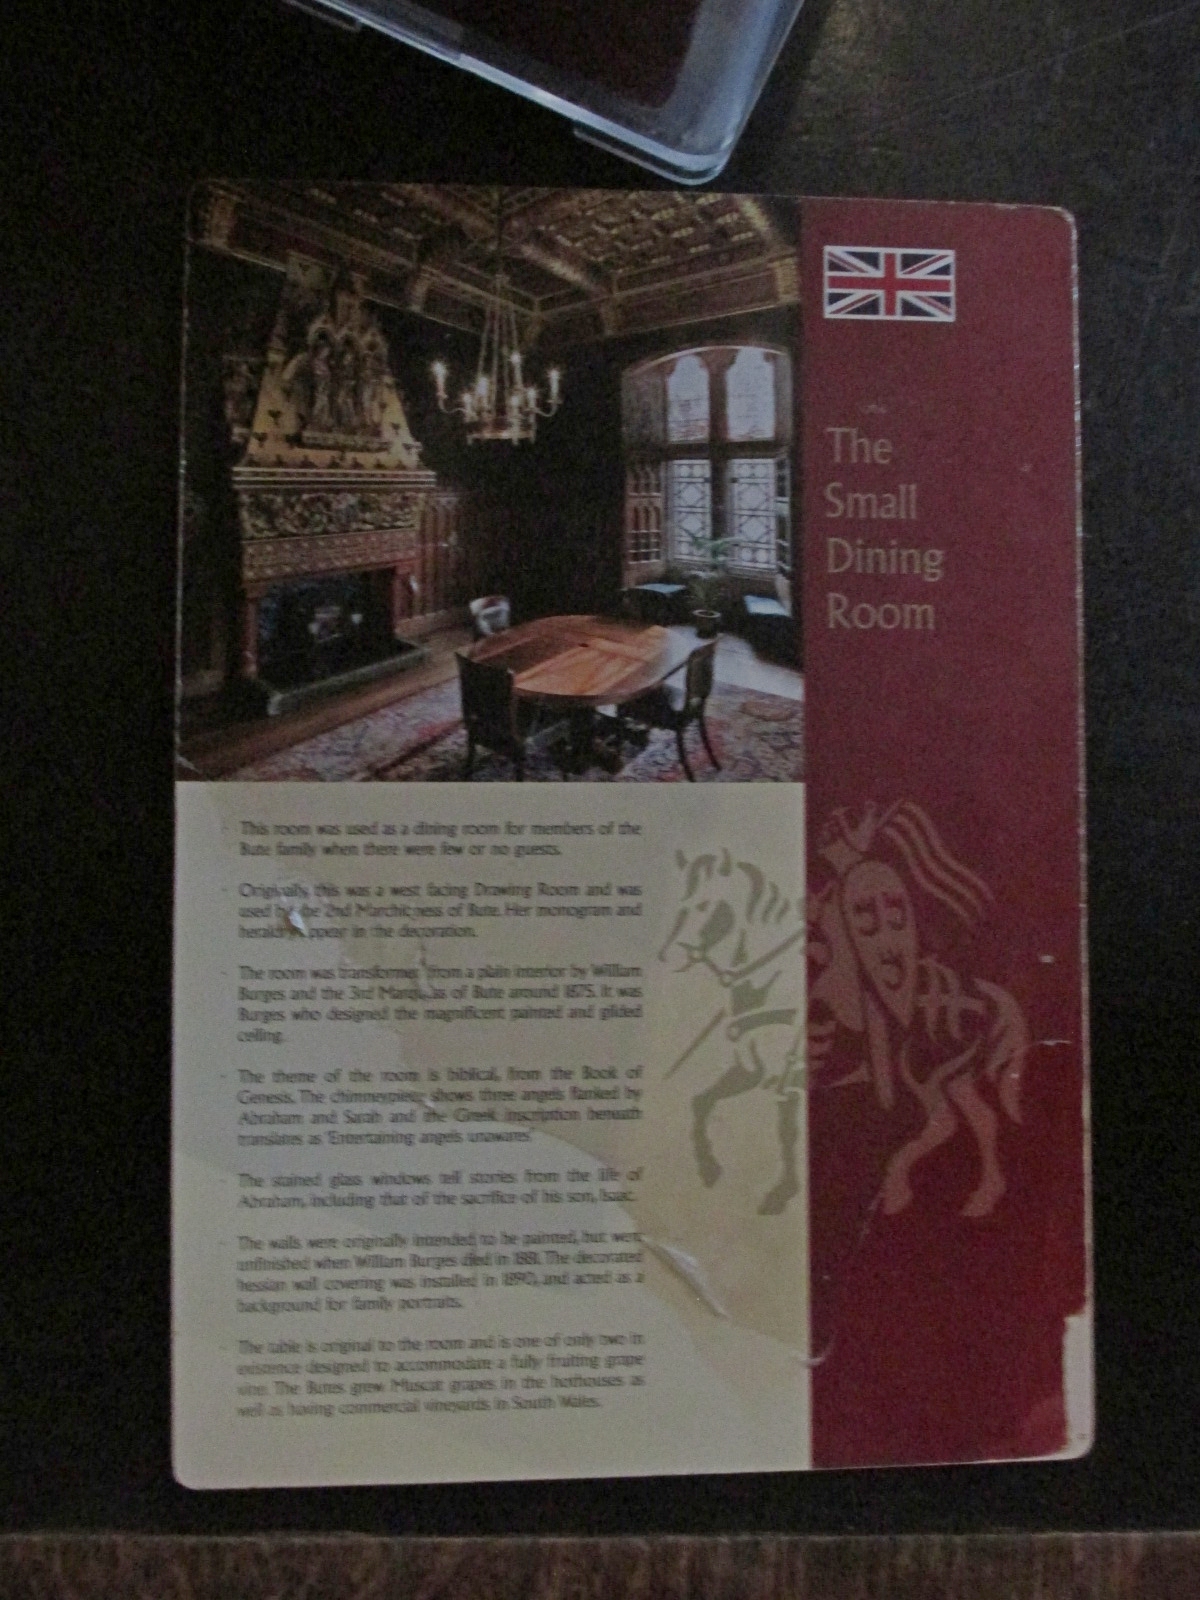 The
Small
Dining
Room
This room was used as a dining room for members of the
Bute family when there were few or no guests.
Originally, this was a west facing Drawing Room and was
used by the 2nd Marchioness of Bute. Her monogram and
appear in the decoration.
The room was transformed from a plain interior by William
Burges and the 3rd Marquess of Bute around 1875. It was
Burges who designed the magnificent painted and gilded
ceiling.
The theme of the room is biblical, from the Book of
Genesis. The chimneypiece shows three angels flanked by
Abraham and Sarah and the Greek inscription beneath
translates as 'Entertaining angels unawares'
The stained glass windows tell stories from the life of
Abraham, including that of the sacrifice of his son, Isaac.
The walls were originally intended to be painted, but were
unfinished when William Burges died in 1881. The decorated
hessian wall covering was installed in 1890, and acted as a
background for family portraits.
The table is original to the room and is one of only two in
existence designed to accommodate a fully fruiting grape
vine. The Butes grew Muscat grapes in the hothouses as
well as having commercial vineyards in South Wales.